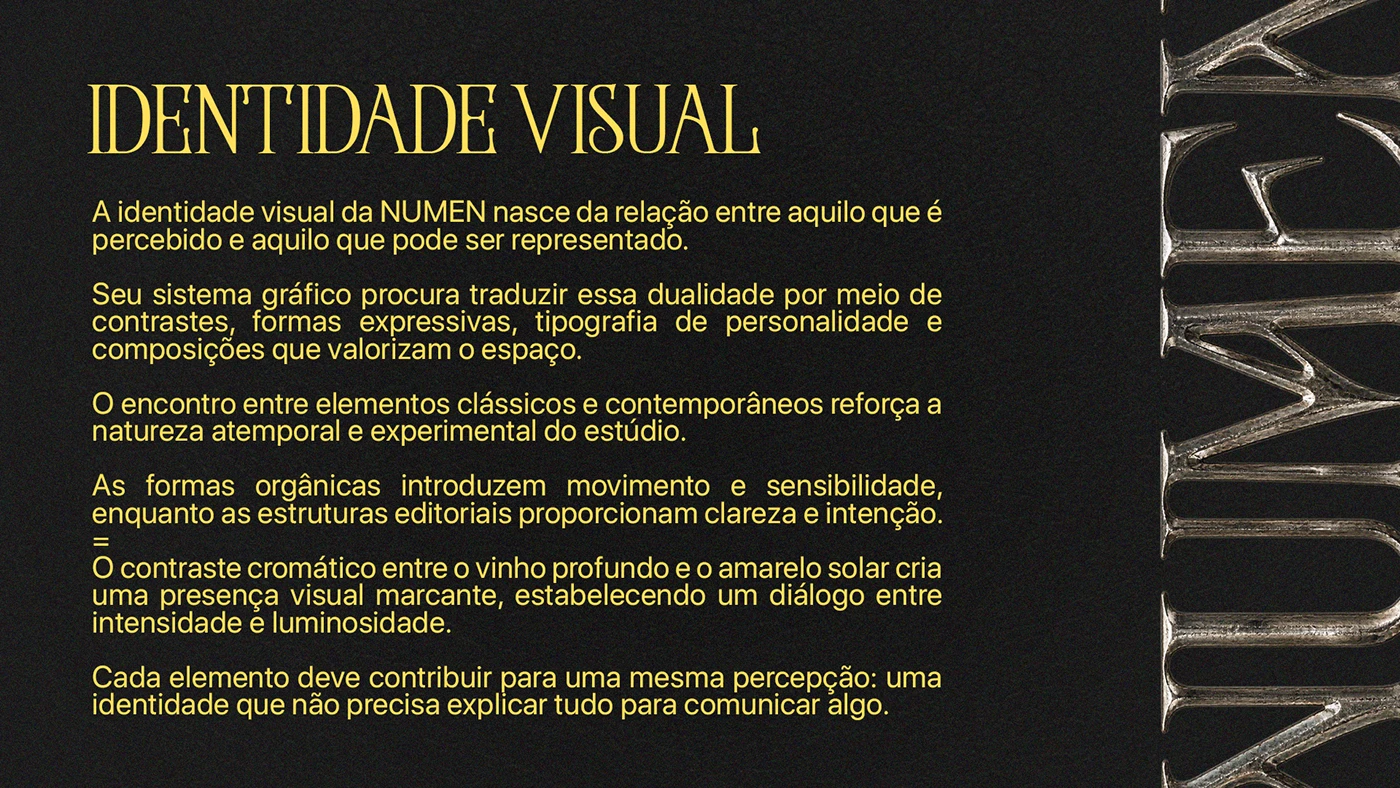 IDENTIDADE VISUAL
A identidade visual da NUMEN nasce da relação entre aquilo que é
percebido e aquilo que pode ser representado.
Seu sistema gráfico procura traduzir essa dualidade por meio de
contrastes, formas expressivas, tipografia de personalidade e
composições que valorizam o espaço.
O encontro entre elementos clássicos e contemporâneos reforça a
natureza atemporal e experimental do estúdio.
As formas orgânicas introduzem movimento e sensibilidade,
enquanto as estruturas editoriais proporcionam clareza e intenção.
=
O contraste cromático entre o vinho profundo e o amarelo solar cria
uma presença visual marcante, estabelecendo um diálogo entre
intensidade e luminosidade.
Cada elemento deve contribuir para uma mesma percepção: uma
identidade que não precisa explicar tudo para comunicar algo.
NUMEN